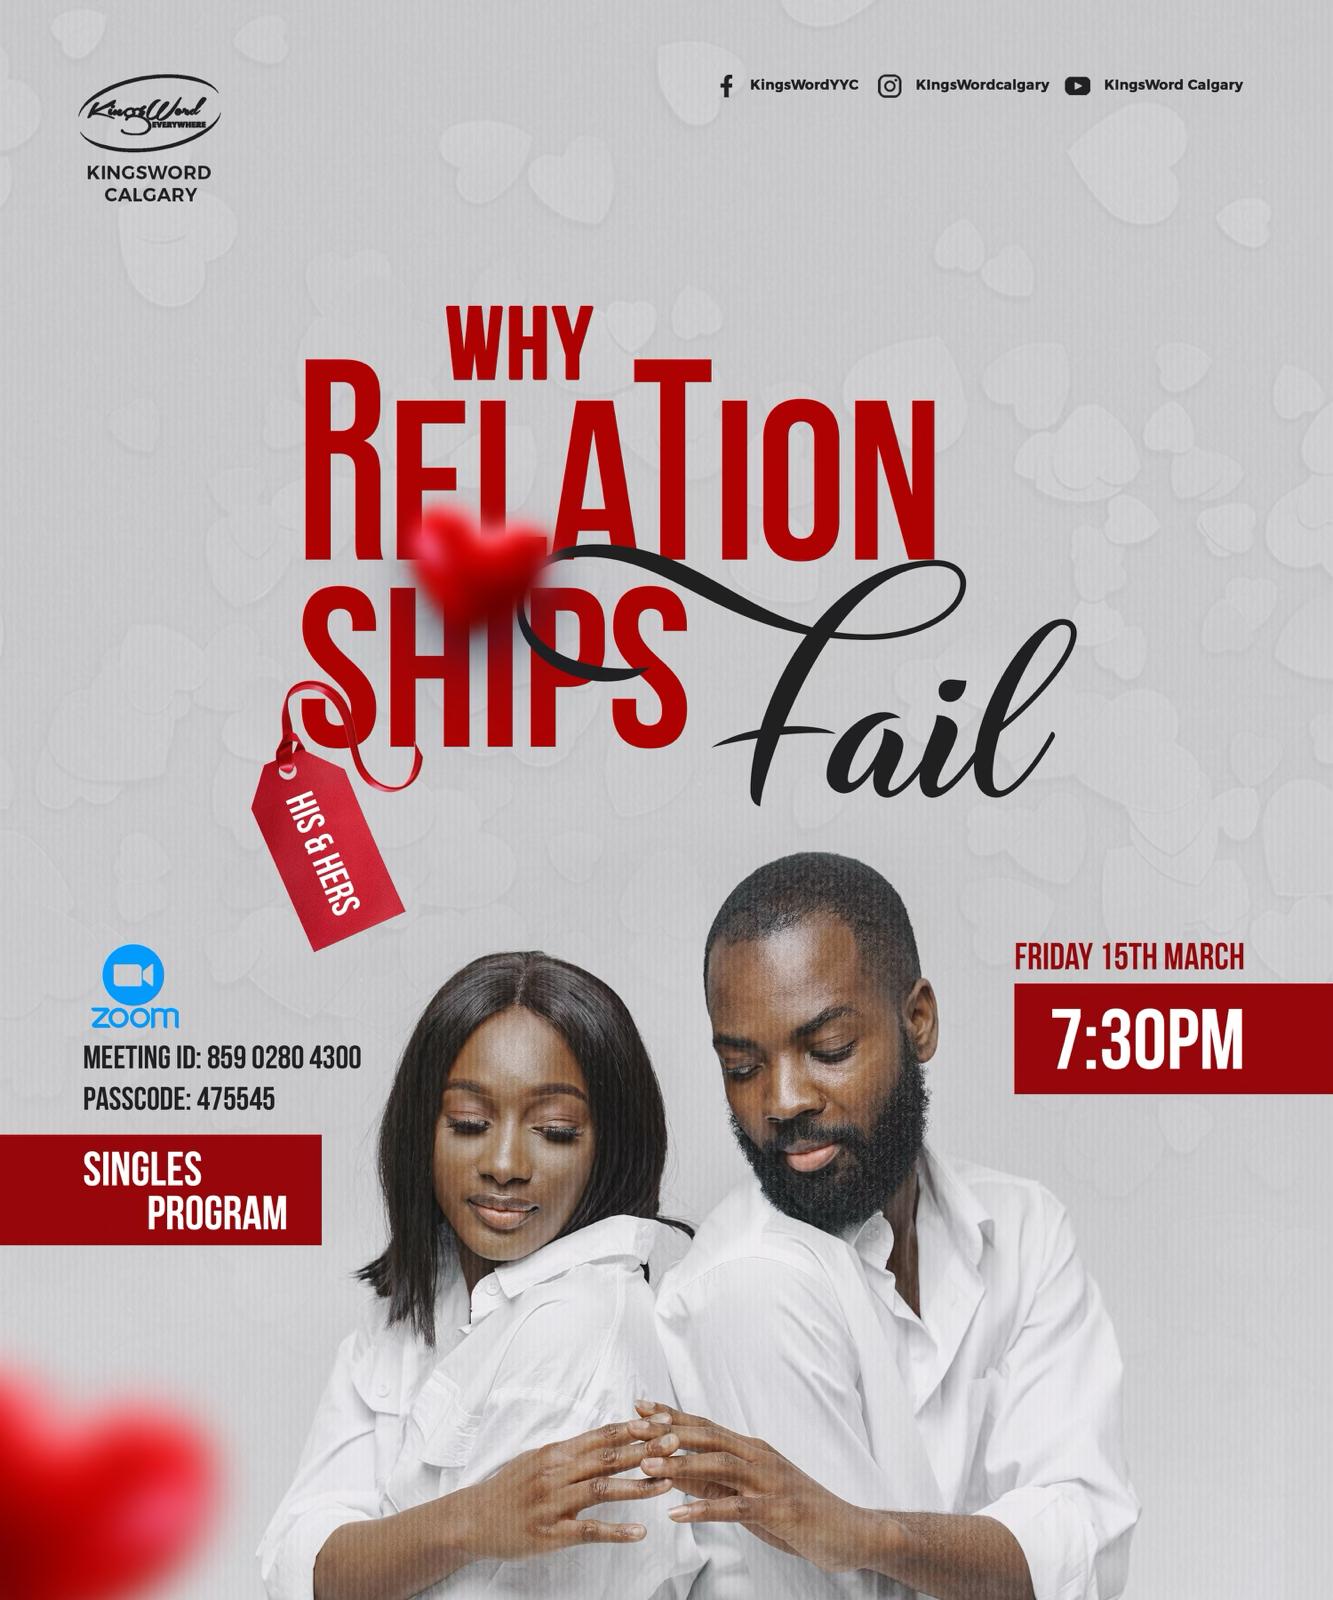 KingsWord
EVERYWHERE
KINGSWORD
CALGARY
KingsWordYYC
KIngsWordcalgary
KIngsWord Calgary
WHY
RELATION
SHIPS
Fail
HIS & HERS
zoom
MEETING ID: 859 0280 4300
PASSCODE: 475545
SINGLES
PROGRAM
FRIDAY 15TH MARCH
7:30PM